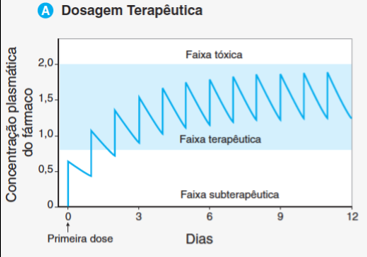 A Dosagem Terapêutica
Concentração plasmática
do fármaco
Faixa tóxica
2,0
1,5
1,0
Faixa terapêutica
0,5
Faixa subterapêutica
0
0 3 6 9 12
Primeira dose
Dias